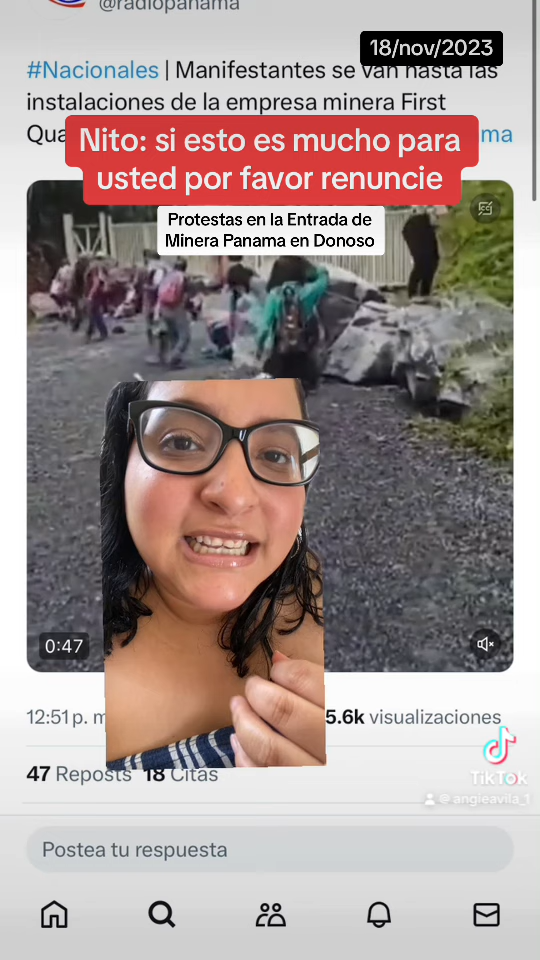 @radiopanama
18/nov/2023
#Nacionales | Manifestantes se van hasta las
instalaciones de la empresa minera First
Nito: si esto es mucho para
usted por favor renuncie
Protestas en la Entrada de
Minera Panama en Donoso
0:47
12:51 p. m
5.6k visualizaciones
47 Reposts 18 Citas
TikTok
@angieavila_1
Postea tu respuesta